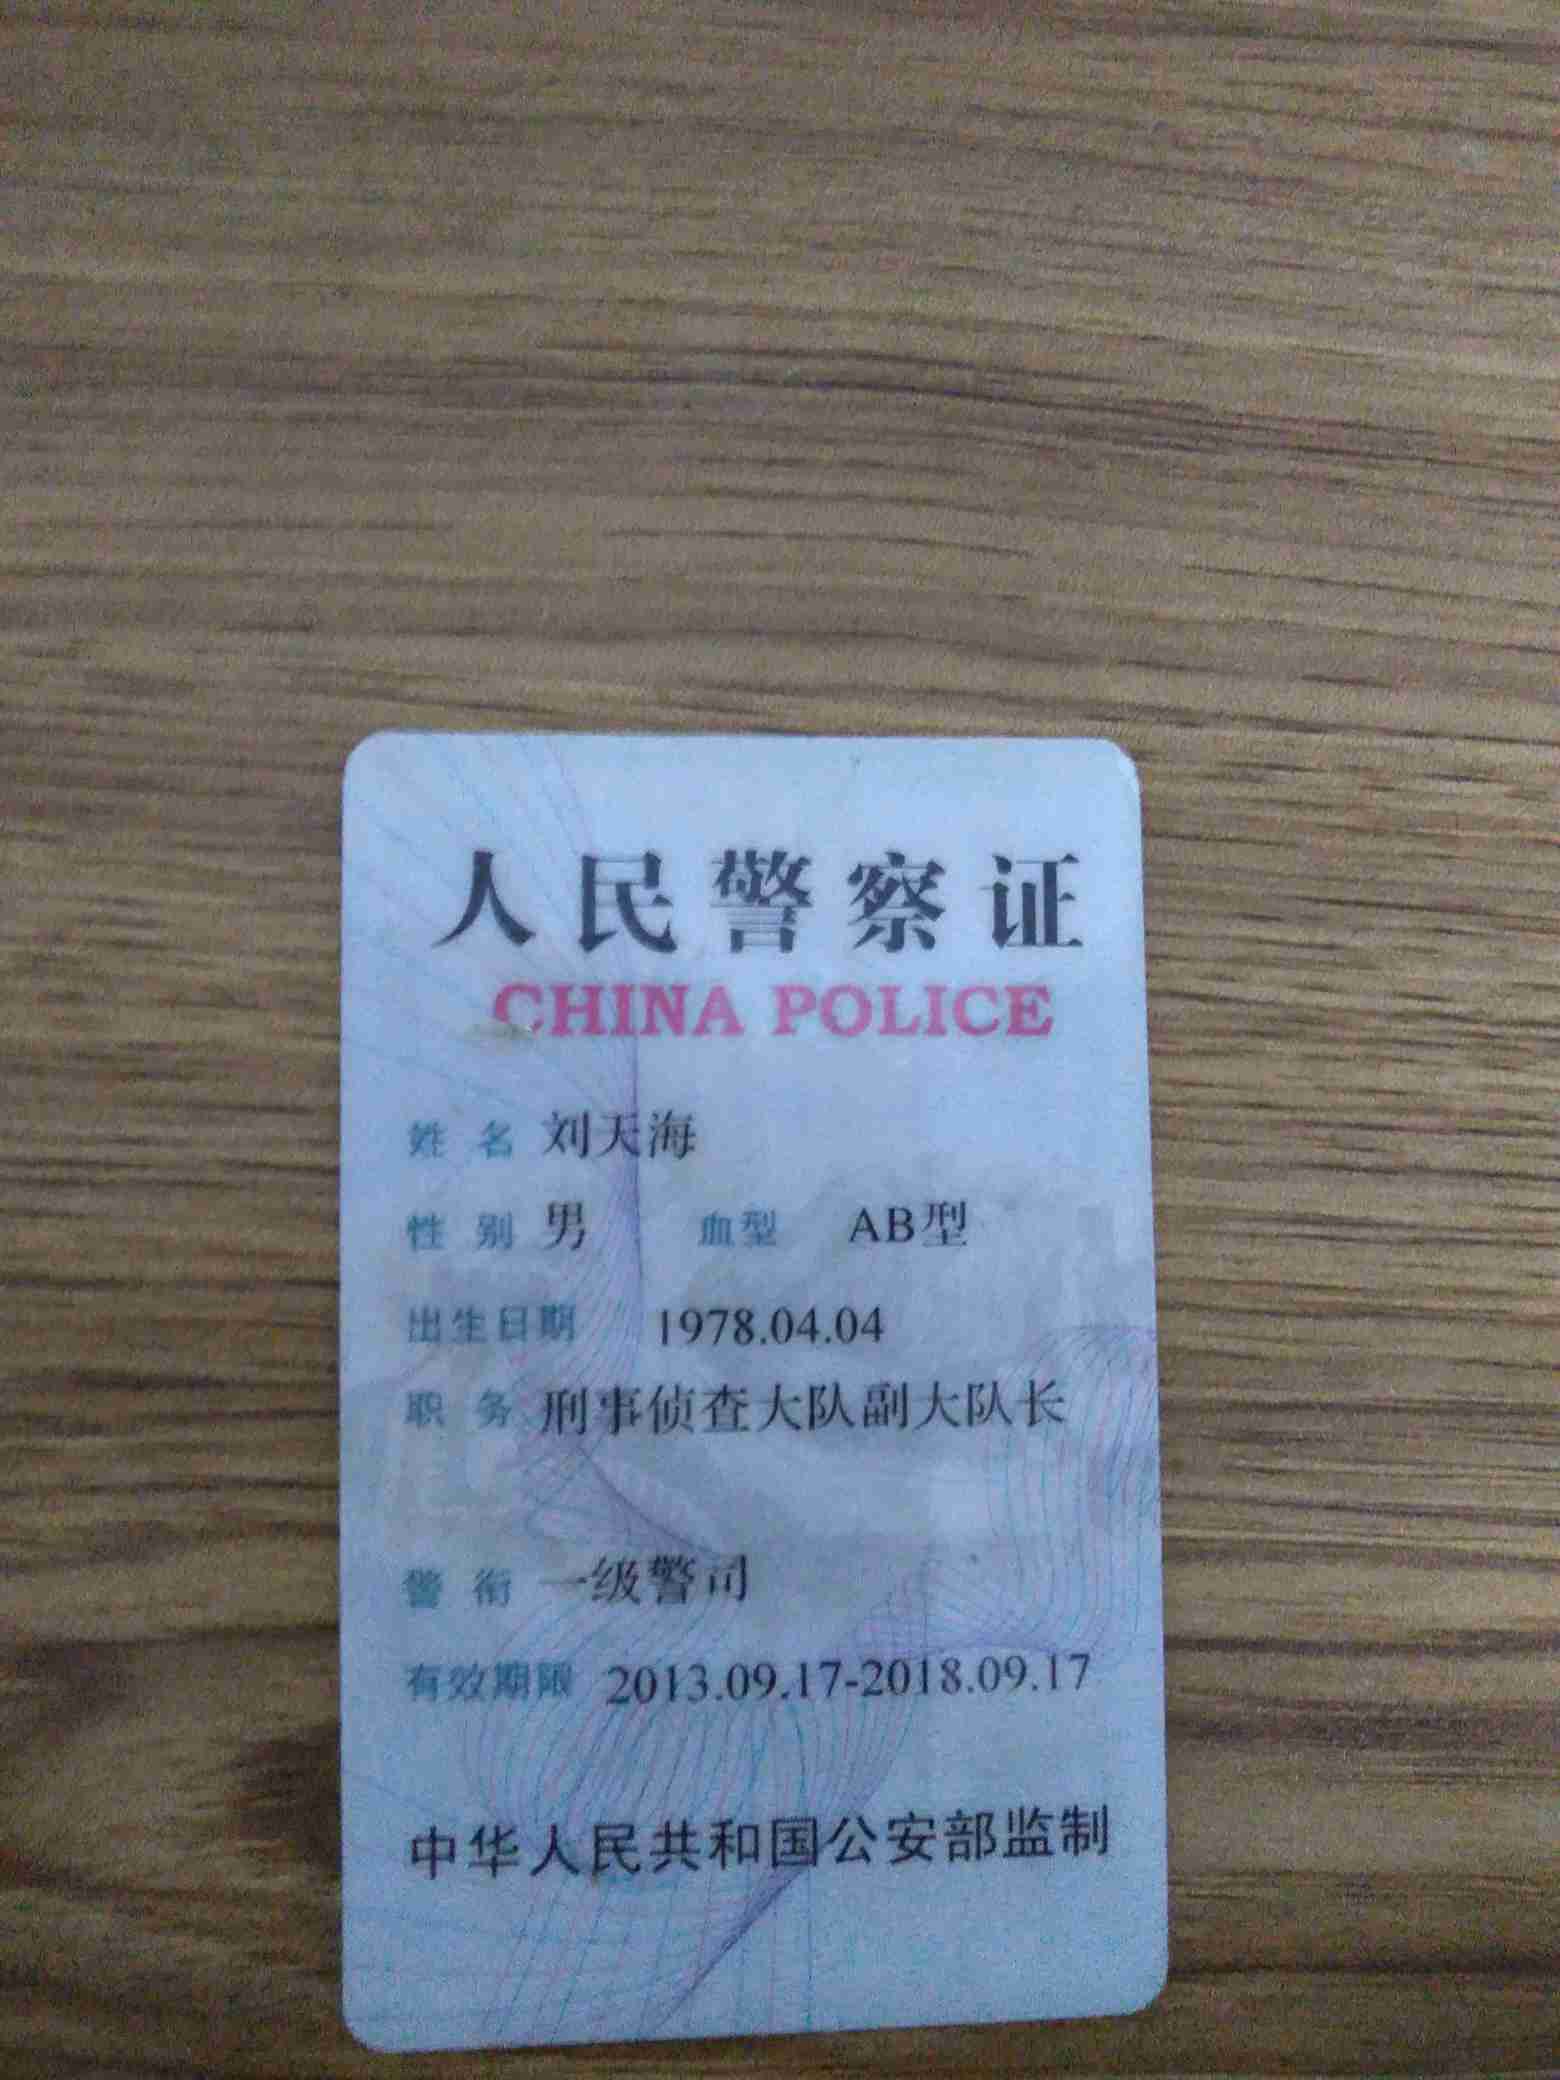 人民警察证
CHINA POLICE
姓名 刘天海
性别 男 血型 AB型
出生日期 1978.04.04
职务 刑事侦查大队副大队长
警衔 一级警司
有效期限 2013.09.17-2018.09.17
中华人民共和国公安部监制